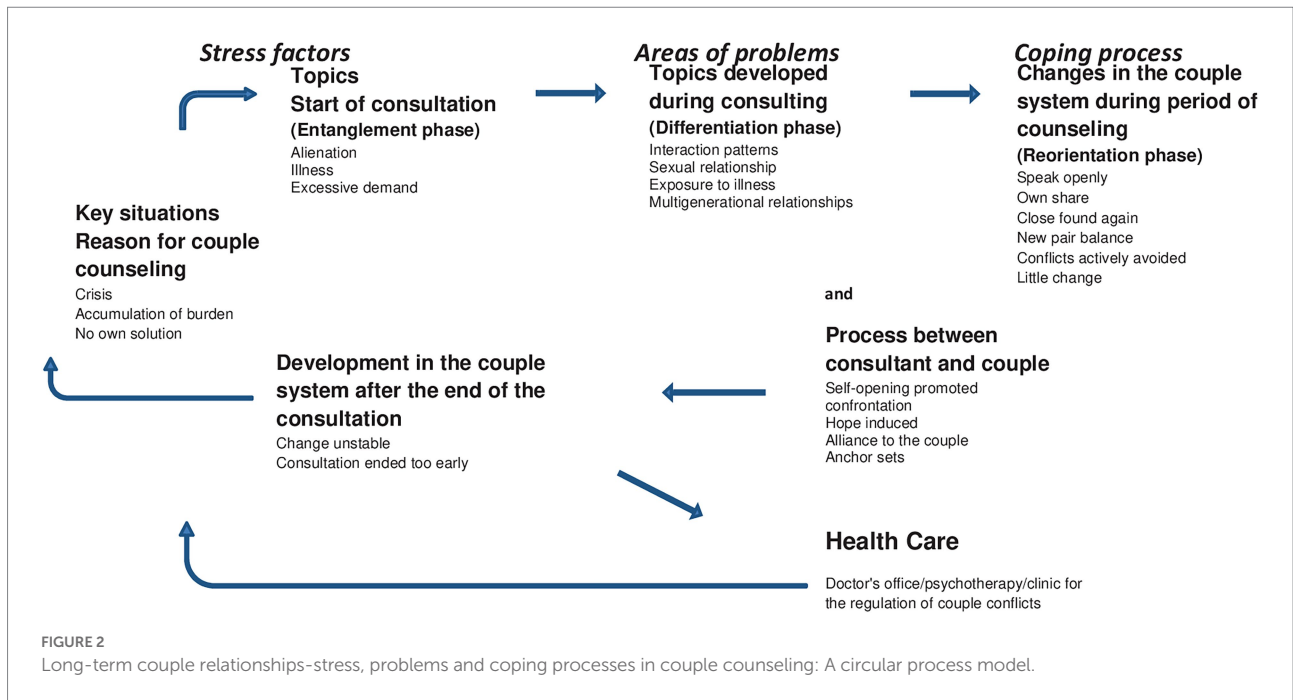 Stress factors
Areas of problems
Coping process
Topics
Start of consultation
(Entanglement phase)
Alienation
Illness
Excessive demand
Topics developed
during consulting
(Differentiation phase)
Interaction patterns
Sexual relationship
Exposure to illness
Multigenerational relationships
Changes in the couple
system during period of
counseling
(Reorientation phase)
Speak openly
Own share
Close found again
New pair balance
Conflicts actively avoided
Little change
Key situations
Reason for couple
counseling
Crisis
Accumulation of burden
No own solution
and
Process between
consultant and couple
Self-opening promoted
confrontation
Hope induced
Alliance to the couple
Anchor sets
Development in the couple
system after the end of the
consultation
Change unstable
Consultation ended too early
Health Care
Doctor's office/psychotherapy/clinic for
the regulation of couple conflicts
FIGURE 2
Long-term couple relationships-stress, problems and coping processes in couple counseling: A circular process model.